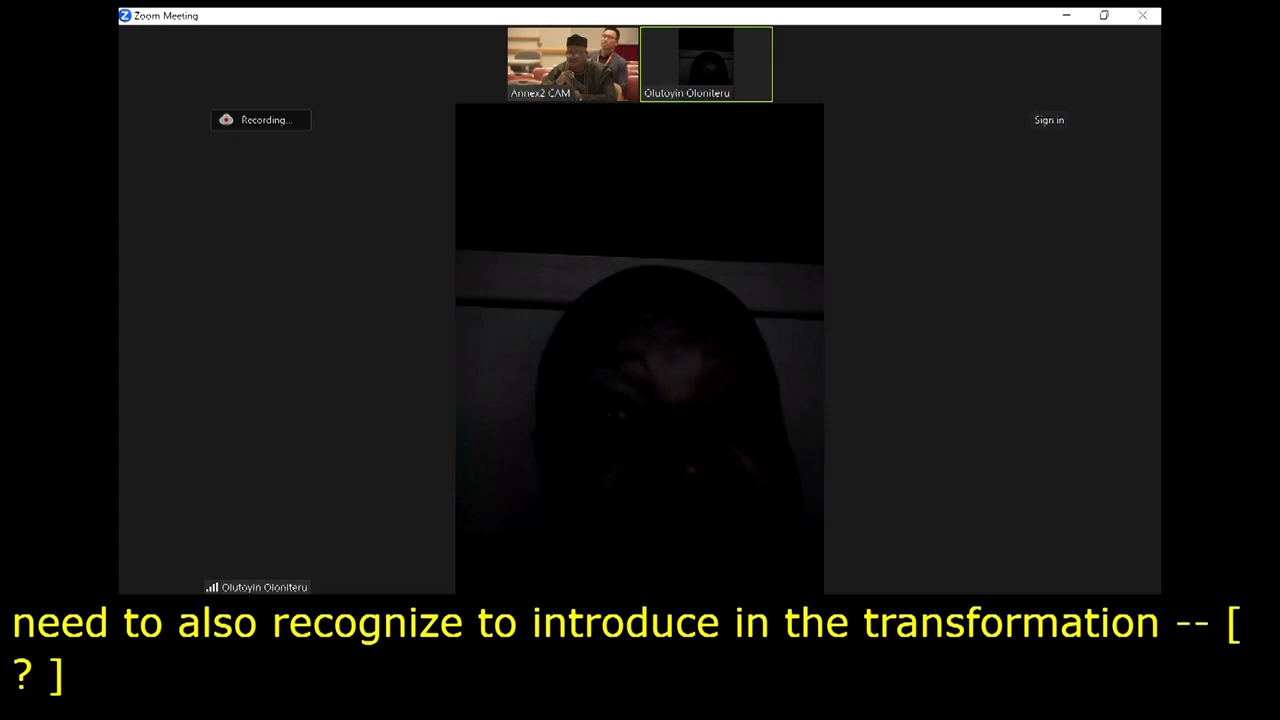 Zoom Meeting
Annex2 CAM
Olutoyin Oloniteru
Recording...
Sign in
Olutoyin Oloniteru
need to also recognize to introduce in the transformation -- [
? ]